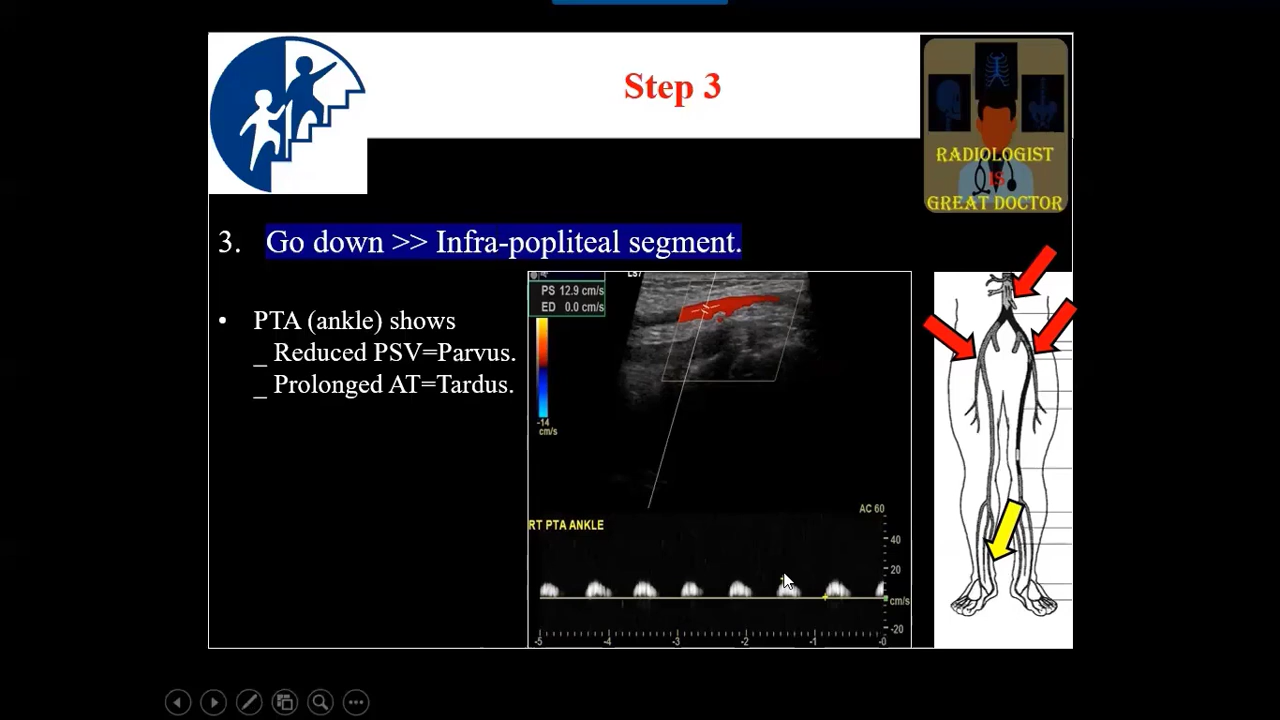 Step 3
RADIOLOGIST
IS
GREAT DOCTOR
3. Go down >> Infra-popliteal segment.
• PTA (ankle) shows
_ Reduced PSV=Parvus.
_ Prolonged AT=Tardus.
PS 12.9 cm/s
ED 0.0 cm/s
-14
cm/s
AC 60
RT PTA ANKLE
40
20
cm/s
-20
-5 -4 -3 -2 -1 -0